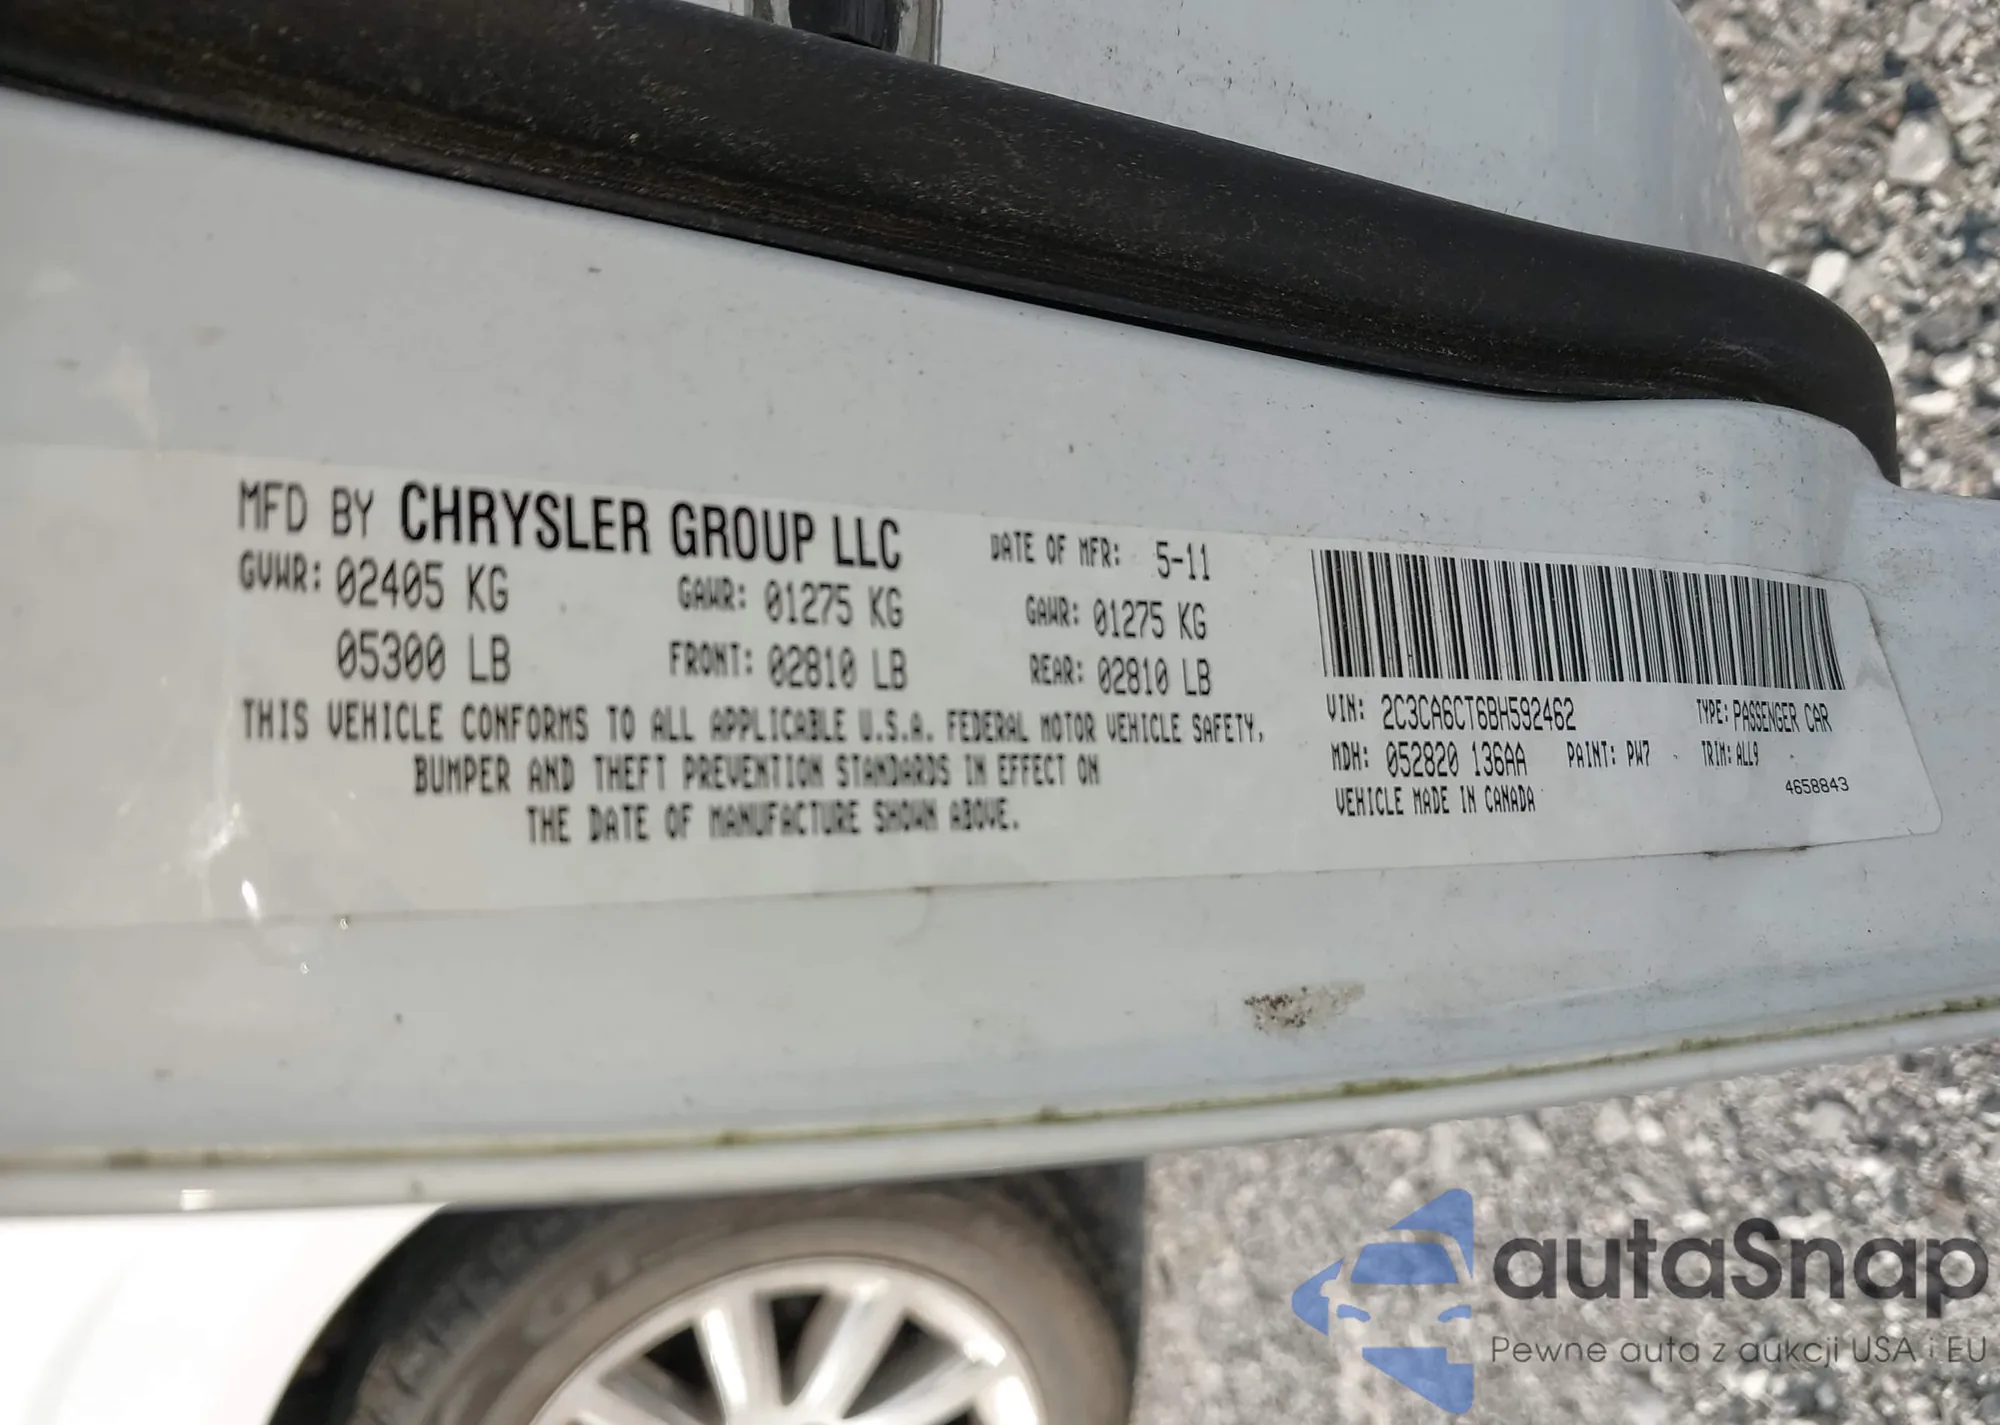 MFD BY CHRYSLER GROUP LLC DATE OF MFR: 5-11
GVWR: 02405 KG GAWR: 01275 KG GAWR: 01275 KG
05300 LB FRONT: 02810 LB REAR: 02810 LB
THIS VEHICLE CONFORMS TO ALL APPLICABLE U.S.A. FEDERAL MOTOR VEHICLE SAFETY,
BUMPER AND THEFT PREVENTION STANDARDS IN EFFECT ON
THE DATE OF MANUFACTURE SHOWN ABOVE.
VIN: 2C3CA6CT6BH592462 TYPE: PASSENGER CAR
MDH: 052820 136AA PAINT: PW7 TRIM: ALL9
VEHICLE MADE IN CANADA 4658843
autaSnap
Pewne auta z aukcji USA i EU